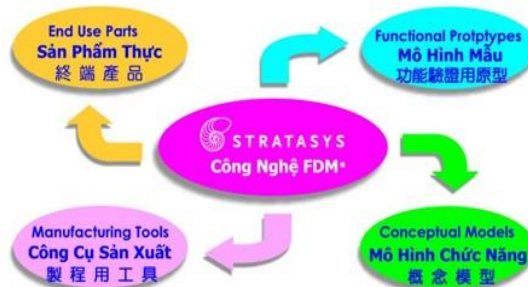 End Use Parts
Sản Phẩm Thực
終端產品
Functional Protptypes
Mô Hình Mẫu
功能驗證用原型
STRATASYS
Công Nghệ FDM®
Manufacturing Tools
Công Cụ Sản Xuất
製程用工具
Conceptual Models
Mô Hình Chức Năng
概念模型